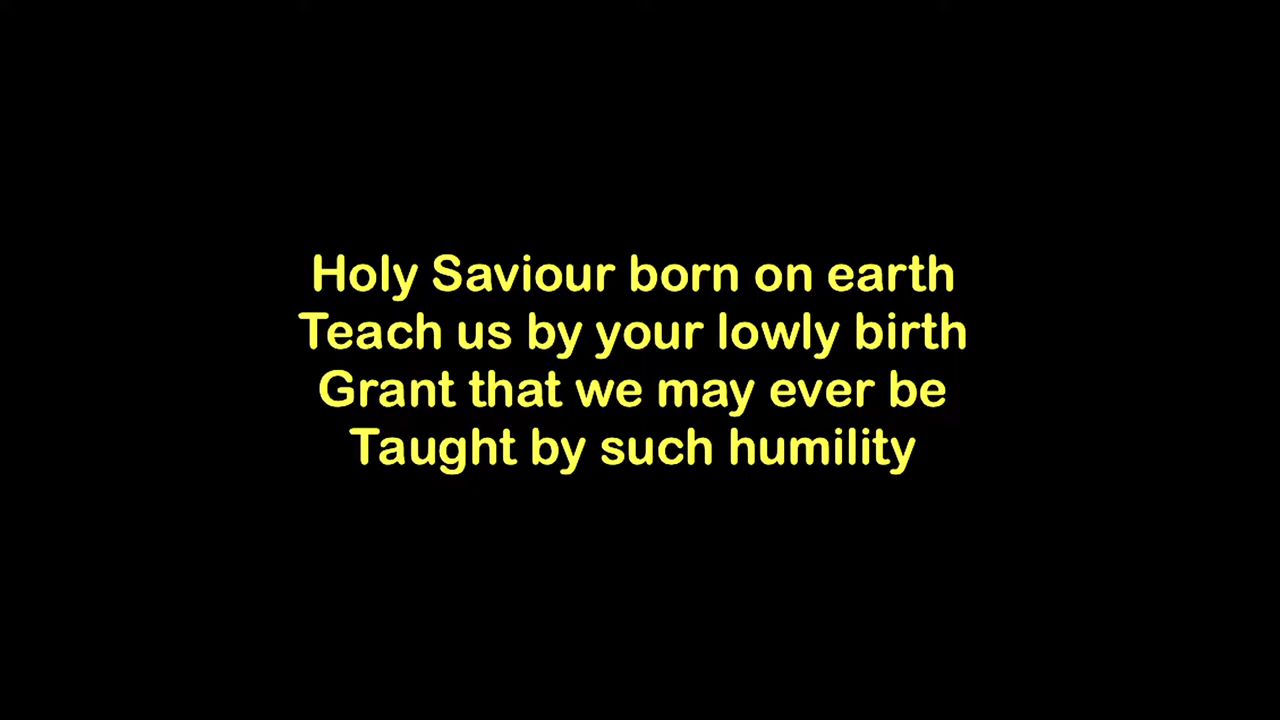 Holy Saviour born on earth
Teach us by your lowly birth
Grant that we may ever be
Taught by such humility